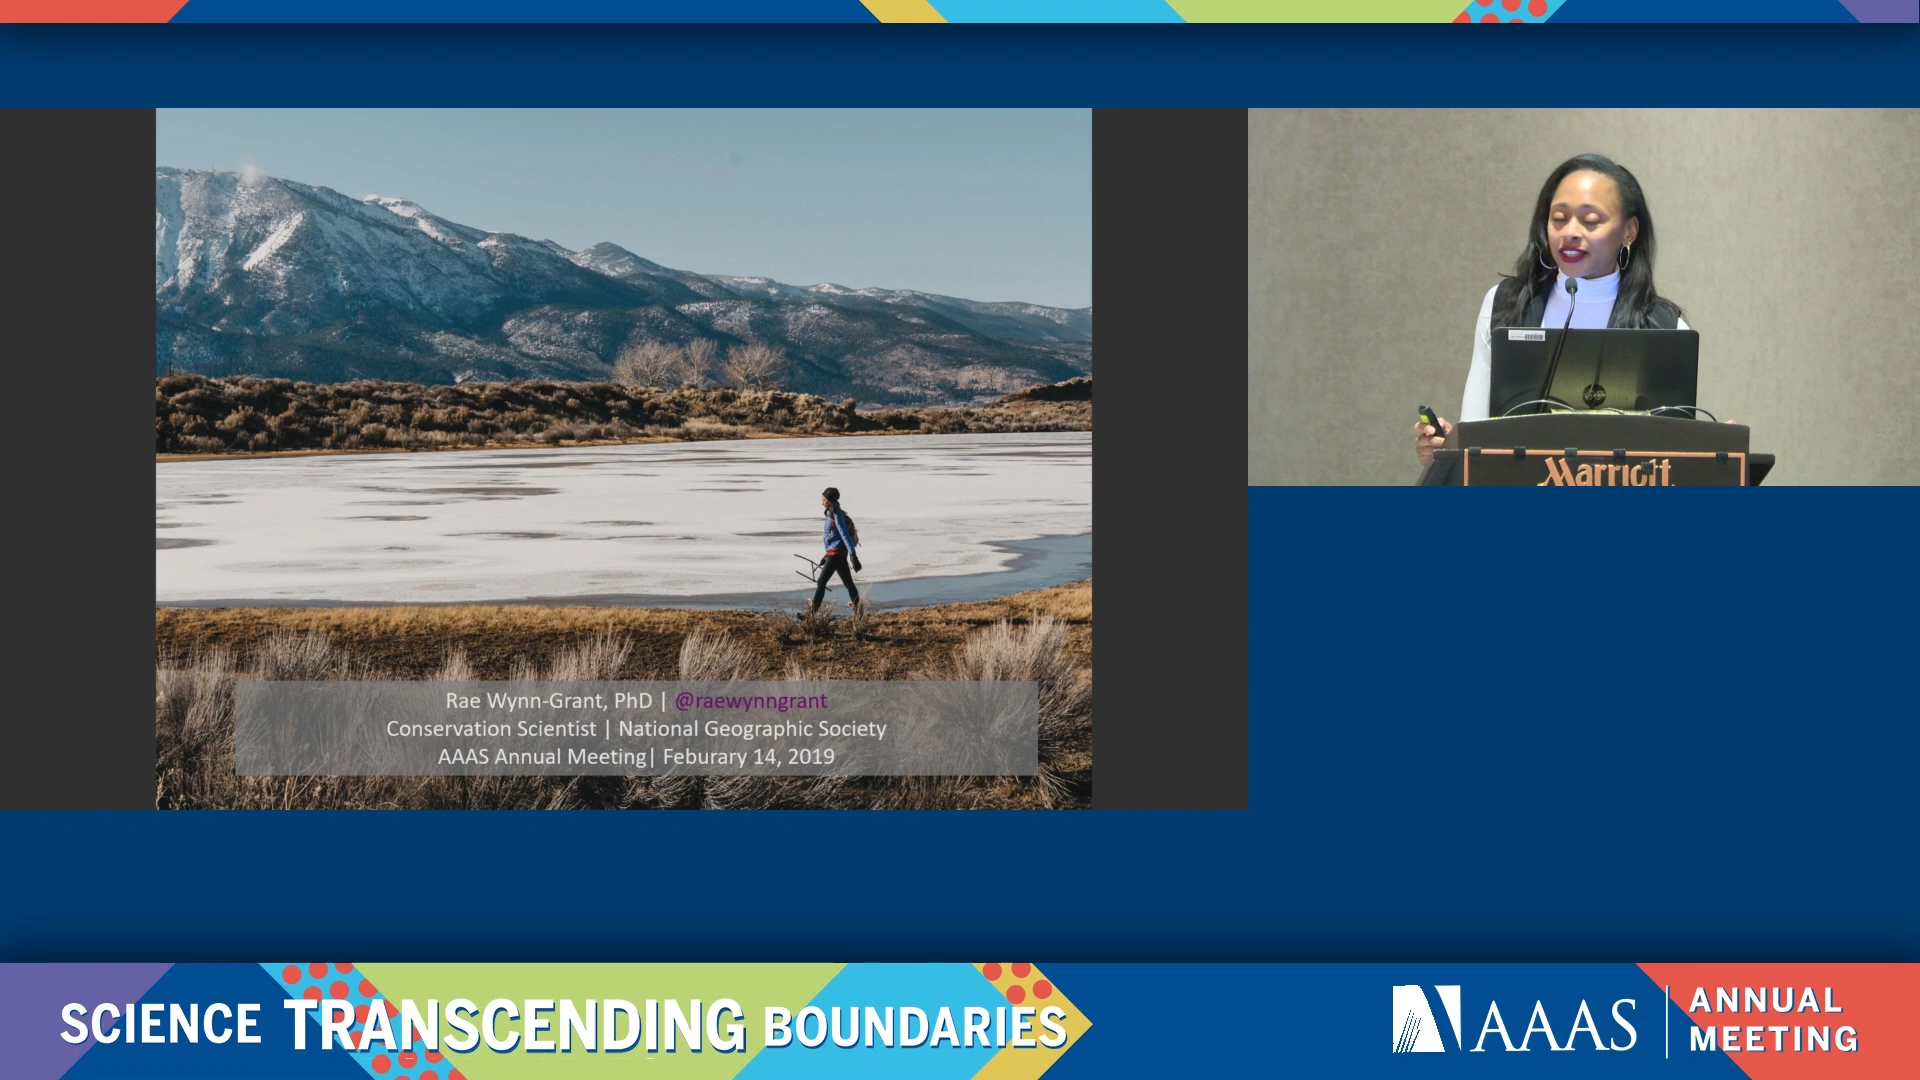 Rae Wynn-Grant, PhD | @raewynngrant
Conservation Scientist | National Geographic Society
AAAS Annual Meeting| Feburary 14, 2019
Marriott
SCIENCE TRANSCENDING BOUNDARIES
AAAS
ANNUAL
MEETING